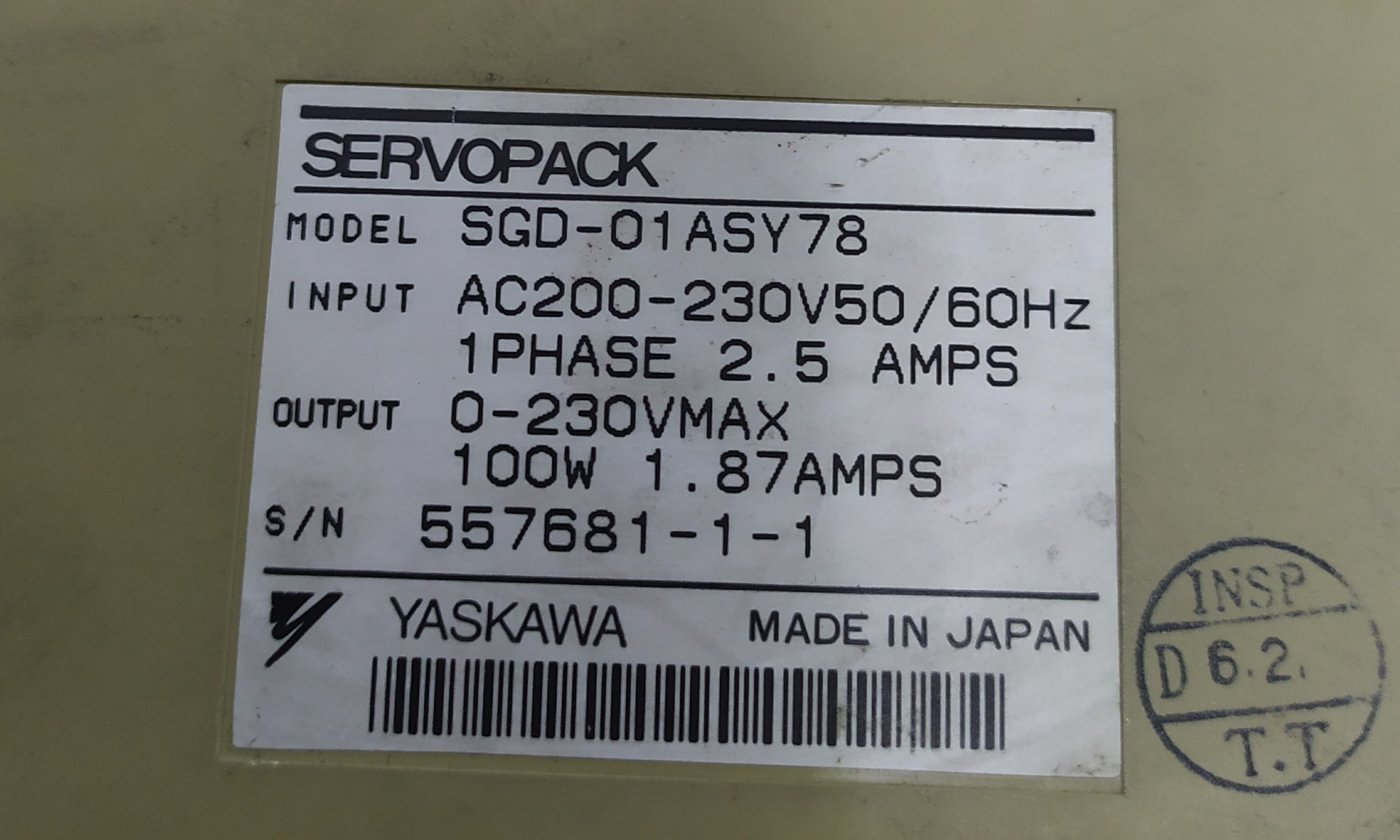 SERVOPACK
MODEL SGD-01ASY78
INPUT AC200-230V50/60Hz
1PHASE 2.5 AMPS
OUTPUT 0-230VMAX
100W 1.87AMPS
S/N 557681-1-1
YASKAWA MADE IN JAPAN
INSP
D 6.2.
T.T